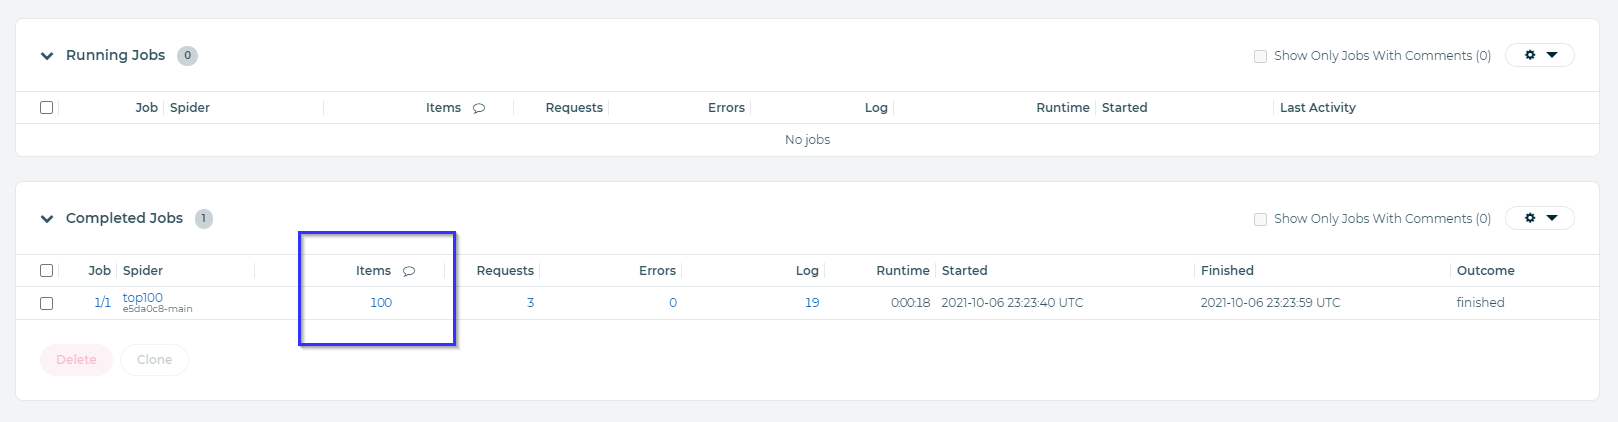 Running Jobs 0 Show Only Jobs With Comments (0)
Job Spider Items Requests Errors Log Runtime Started Last Activity
No jobs
Completed Jobs 1 Show Only Jobs With Comments (0)
Job Spider Items Requests Errors Log Runtime Started Finished Outcome
1/1 top100 100 3 0 19 0:00:18 2021-10-06 23:23:40 UTC 2021-10-06 23:23:59 UTC finished
e5da0c8-main
Delete Clone